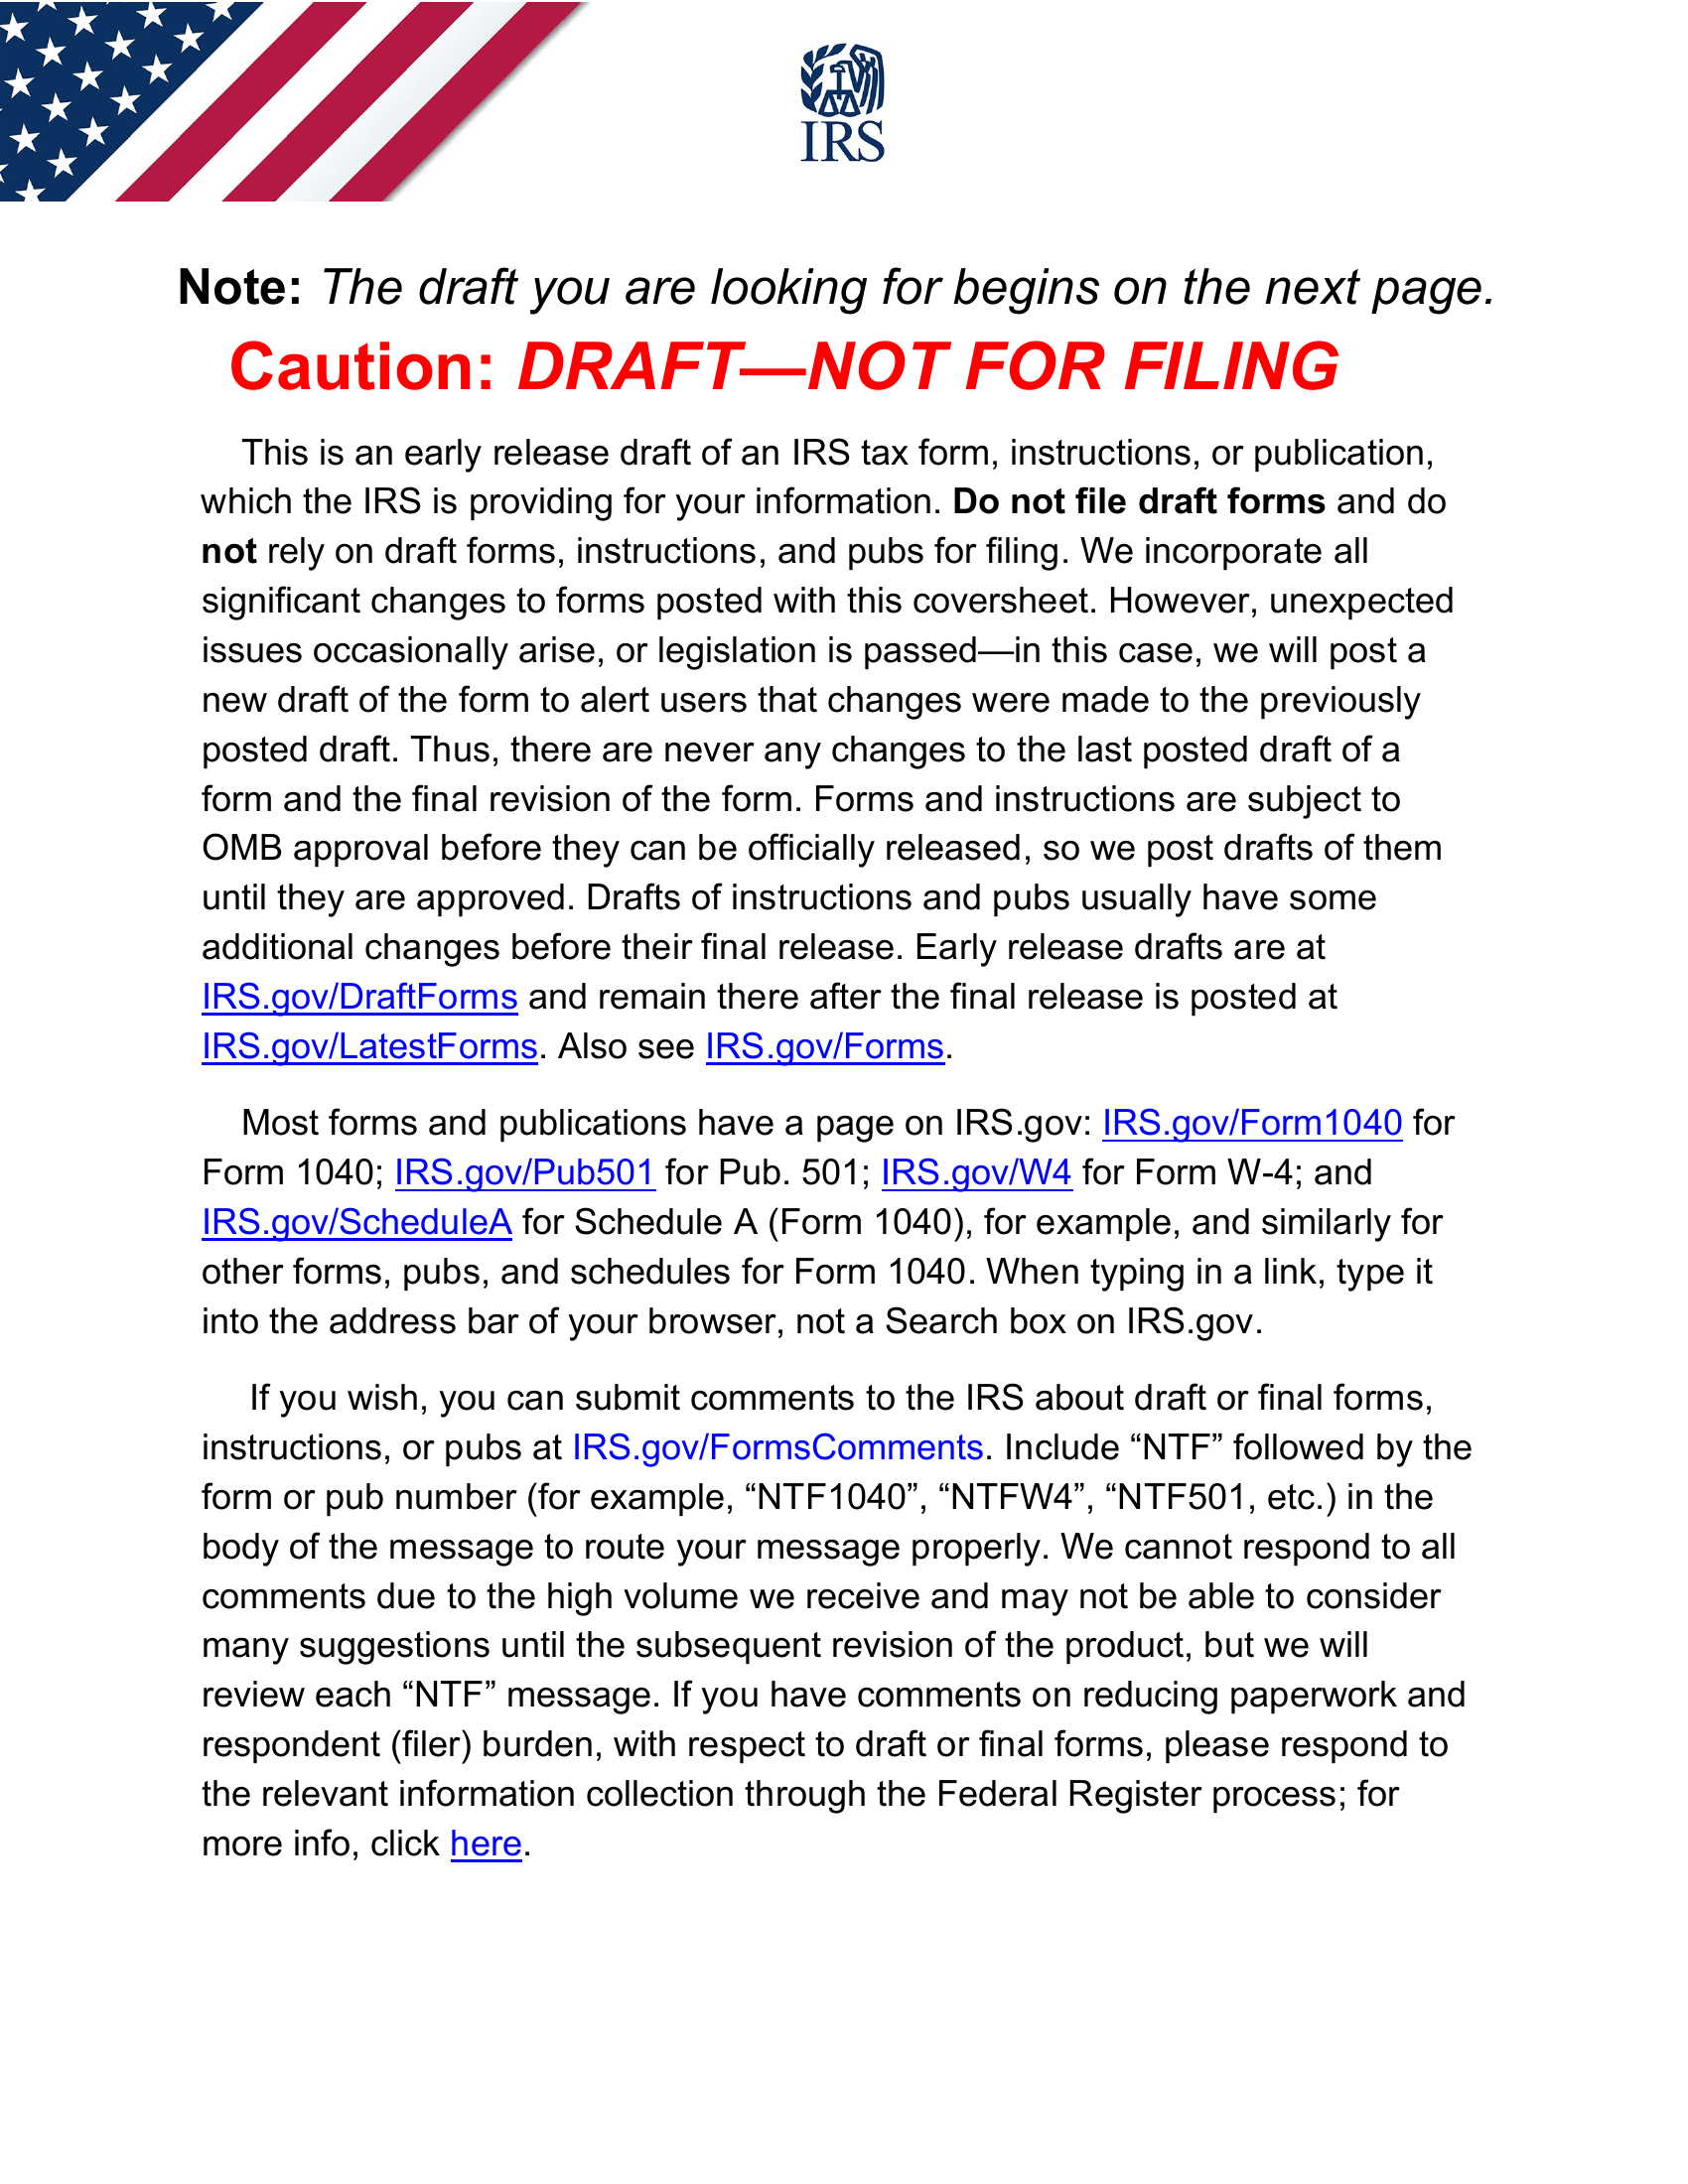 IRS
Note: The draft you are looking for begins on the next page.
Caution: DRAFT—NOT FOR FILING
This is an early release draft of an IRS tax form, instructions, or publication,
which the IRS is providing for your information. Do not file draft forms and do
not rely on draft forms, instructions, and pubs for filing. We incorporate all
significant changes to forms posted with this coversheet. However, unexpected
issues occasionally arise, or legislation is passed—in this case, we will post a
new draft of the form to alert users that changes were made to the previously
posted draft. Thus, there are never any changes to the last posted draft of a
form and the final revision of the form. Forms and instructions are subject to
OMB approval before they can be officially released, so we post drafts of them
until they are approved. Drafts of instructions and pubs usually have some
additional changes before their final release. Early release drafts are at
IRS.gov/DraftForms and remain there after the final release is posted at
IRS.gov/LatestForms. Also see IRS.gov/Forms.
Most forms and publications have a page on IRS.gov: IRS.gov/Form1040 for
Form 1040; IRS.gov/Pub501 for Pub. 501; IRS.gov/W4 for Form W-4; and
IRS.gov/ScheduleA for Schedule A (Form 1040), for example, and similarly for
other forms, pubs, and schedules for Form 1040. When typing in a link, type it
into the address bar of your browser, not a Search box on IRS.gov.
If you wish, you can submit comments to the IRS about draft or final forms,
instructions, or pubs at IRS.gov/FormsComments. Include “NTF” followed by the
form or pub number (for example, “NTF1040”, “NTFW4”, “NTF501, etc.) in the
body of the message to route your message properly. We cannot respond to all
comments due to the high volume we receive and may not be able to consider
many suggestions until the subsequent revision of the product, but we will
review each “NTF” message. If you have comments on reducing paperwork and
respondent (filer) burden, with respect to draft or final forms, please respond to
the relevant information collection through the Federal Register process; for
more info, click here.